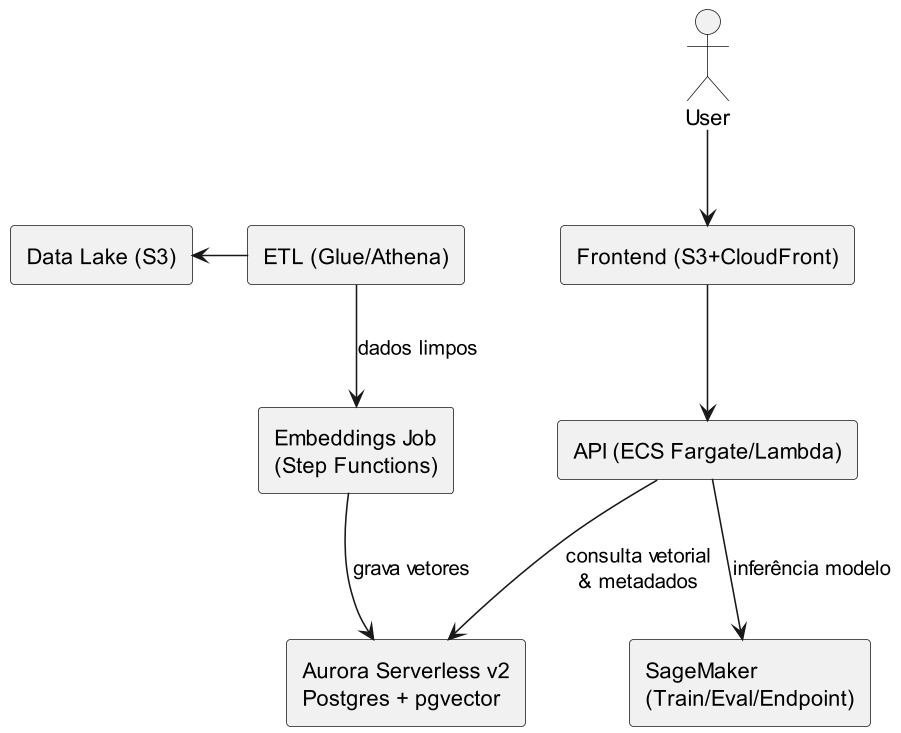 User
Data Lake (S3)
ETL (Glue/Athena)
Frontend (S3+CloudFront)
dados limpos
Embeddings Job
(Step Functions)
API (ECS Fargate/Lambda)
grava vetores
consulta vetorial
& metadados
inferência modelo
Aurora Serverless v2
Postgres + pgvector
SageMaker
(Train/Eval/Endpoint)